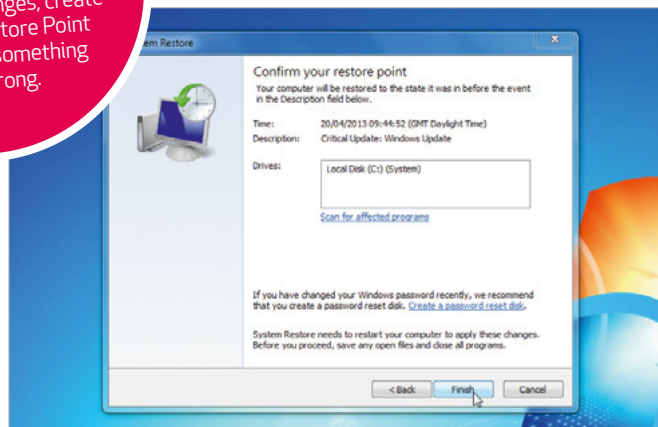 nges, create
tore Point
something
rong.
em Restore
Confirm your restore point
Your computer will be restored to the state it was in before the event
in the Description field below.
Time: 20/04/2013 09:44:52 (GMT Daylight Time)
Description: Critical Update: Windows Update
Drives:
Local Disk (C:) (System)
Scan for affected programs
If you have changed your Windows password recently, we recommend
that you create a password reset disk. Create a password reset disk.
System Restore needs to restart your computer to apply these changes.
Before you proceed, save any open files and close all programs.
< Back Finish Cancel